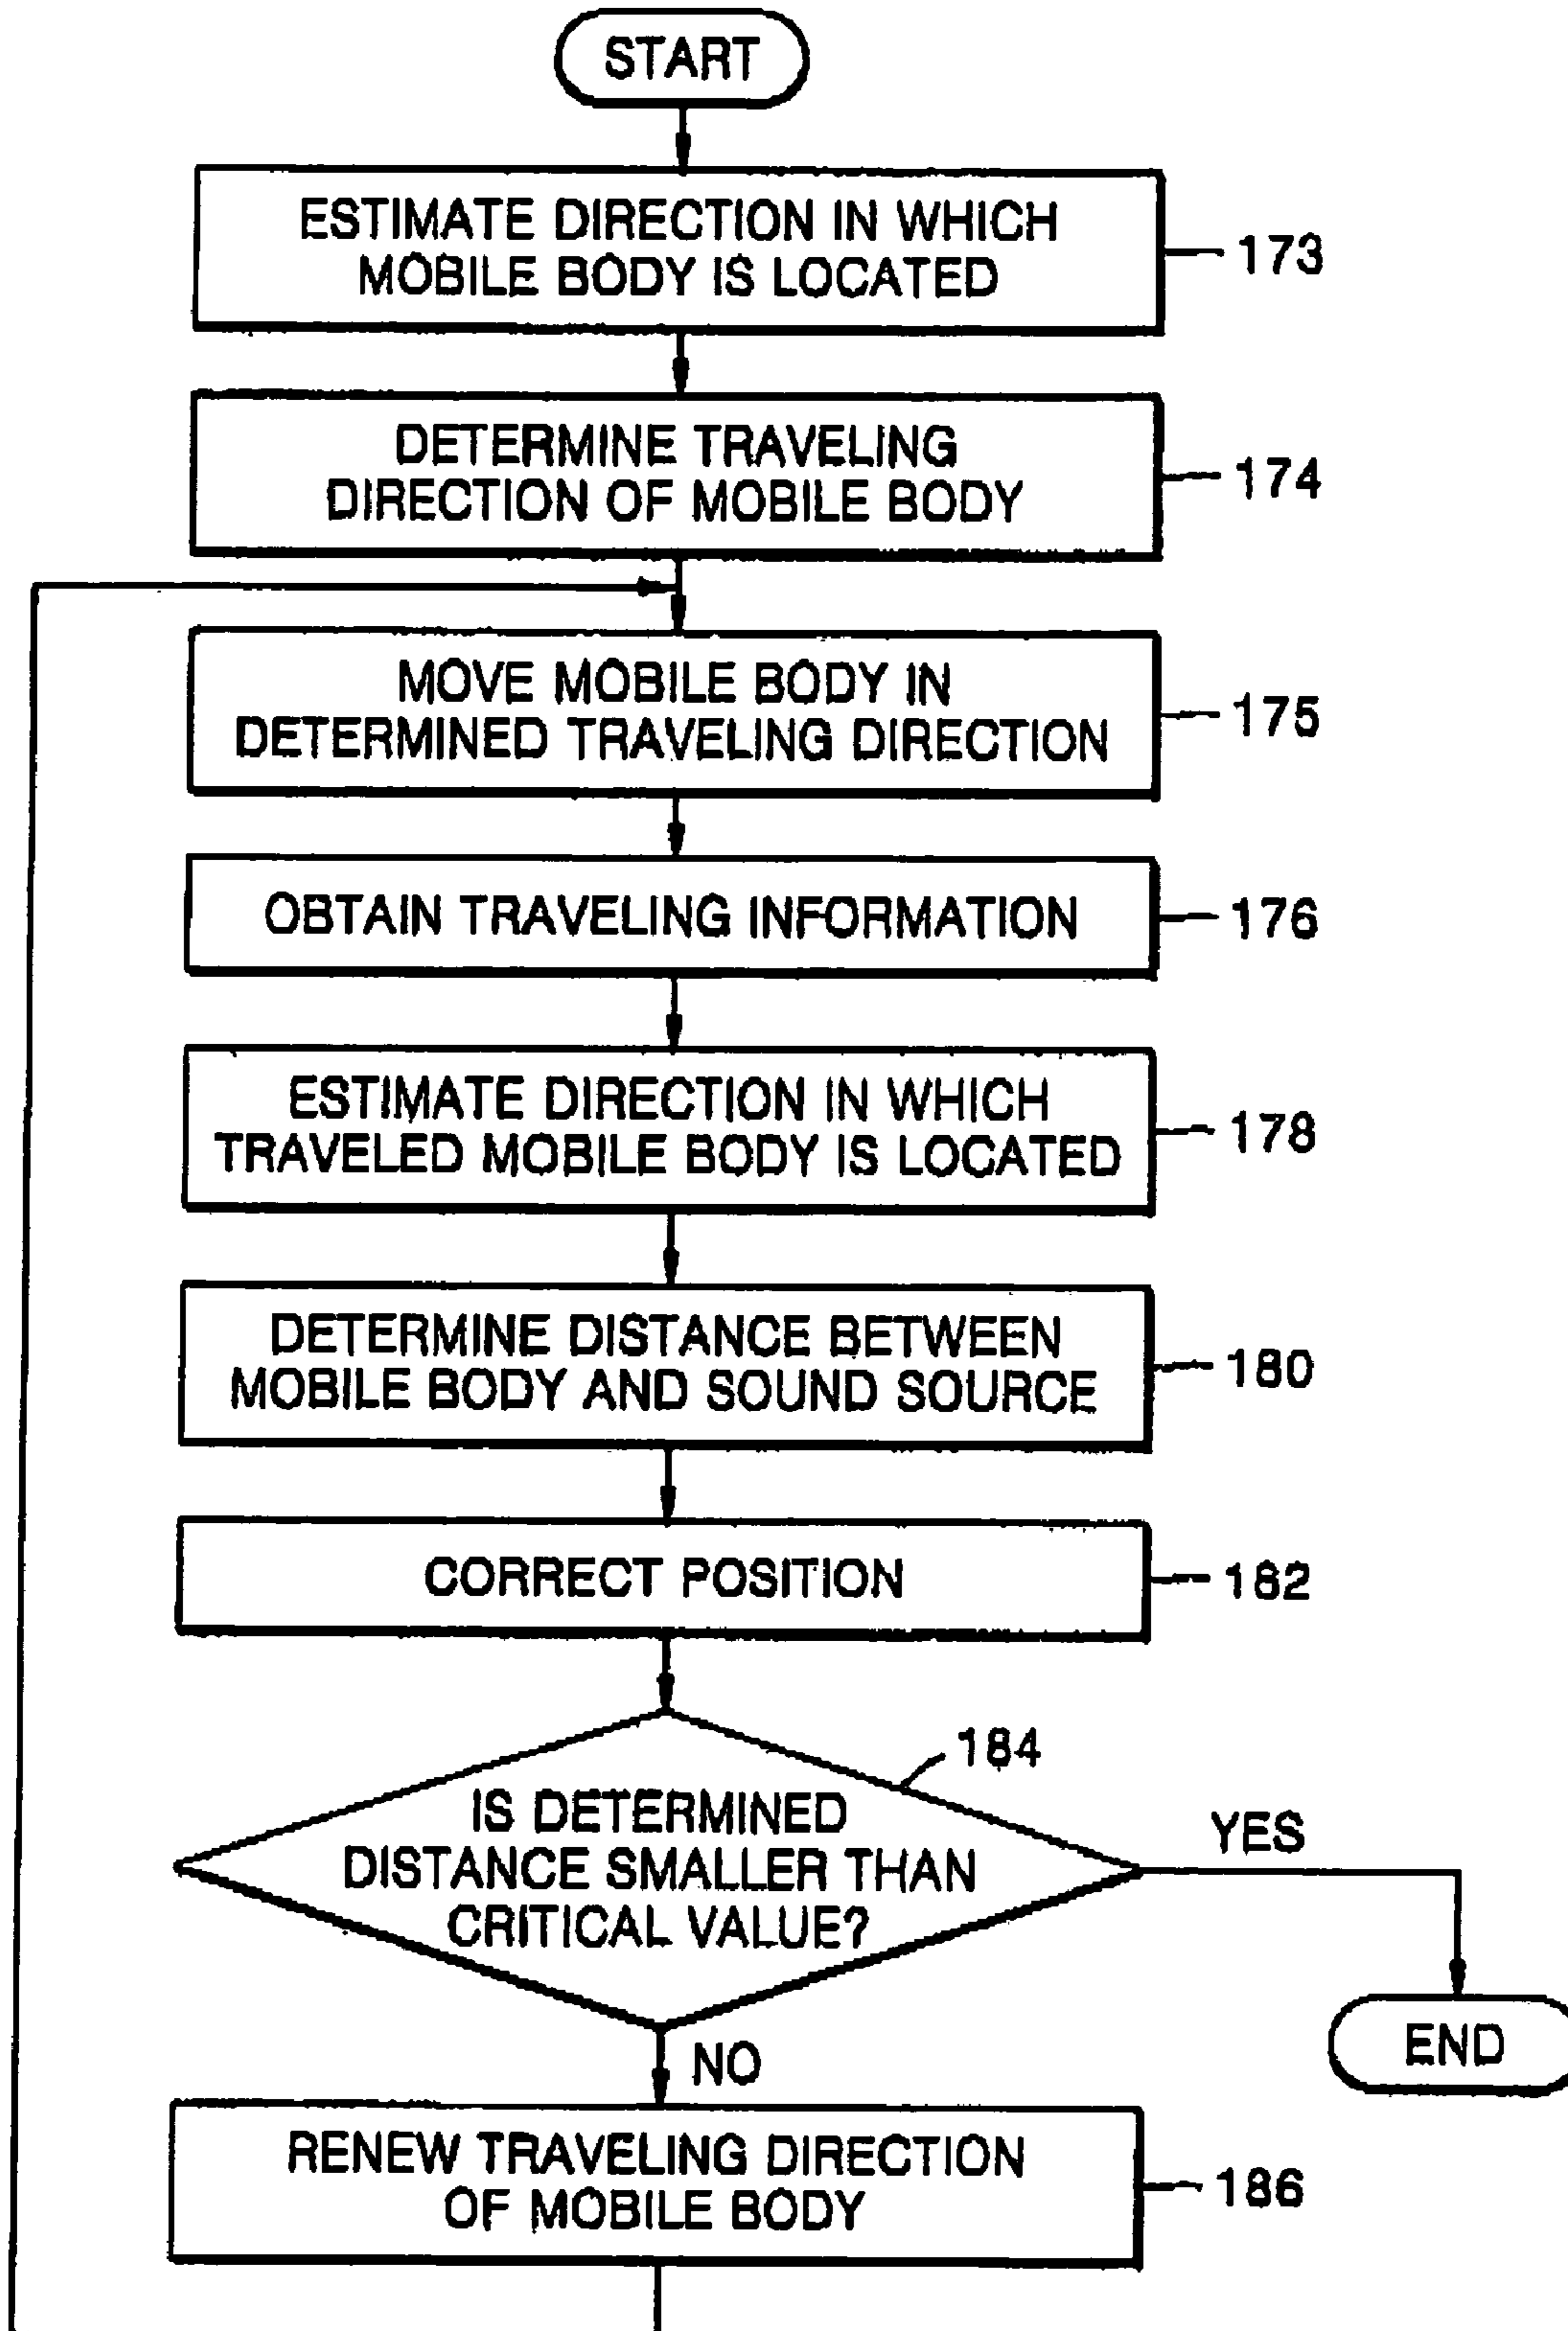 START
ESTIMATE DIRECTION IN WHICH
MOBILE BODY IS LOCATED
173
DETERMINE TRAVELING
DIRECTION OF MOBILE BODY
174
MOVE MOBILE BODY IN
DETERMINED TRAVELING DIRECTION
175
OBTAIN TRAVELING INFORMATION
176
ESTIMATE DIRECTION IN WHICH
TRAVELED MOBILE BODY IS LOCATED
178
DETERMINE DISTANCE BETWEEN
MOBILE BODY AND SOUND SOURCE
180
CORRECT POSITION
182
184
IS DETERMINED
DISTANCE SMALLER THAN
CRITICAL VALUE?
YES
END
NO
RENEW TRAVELING DIRECTION
OF MOBILE BODY
186